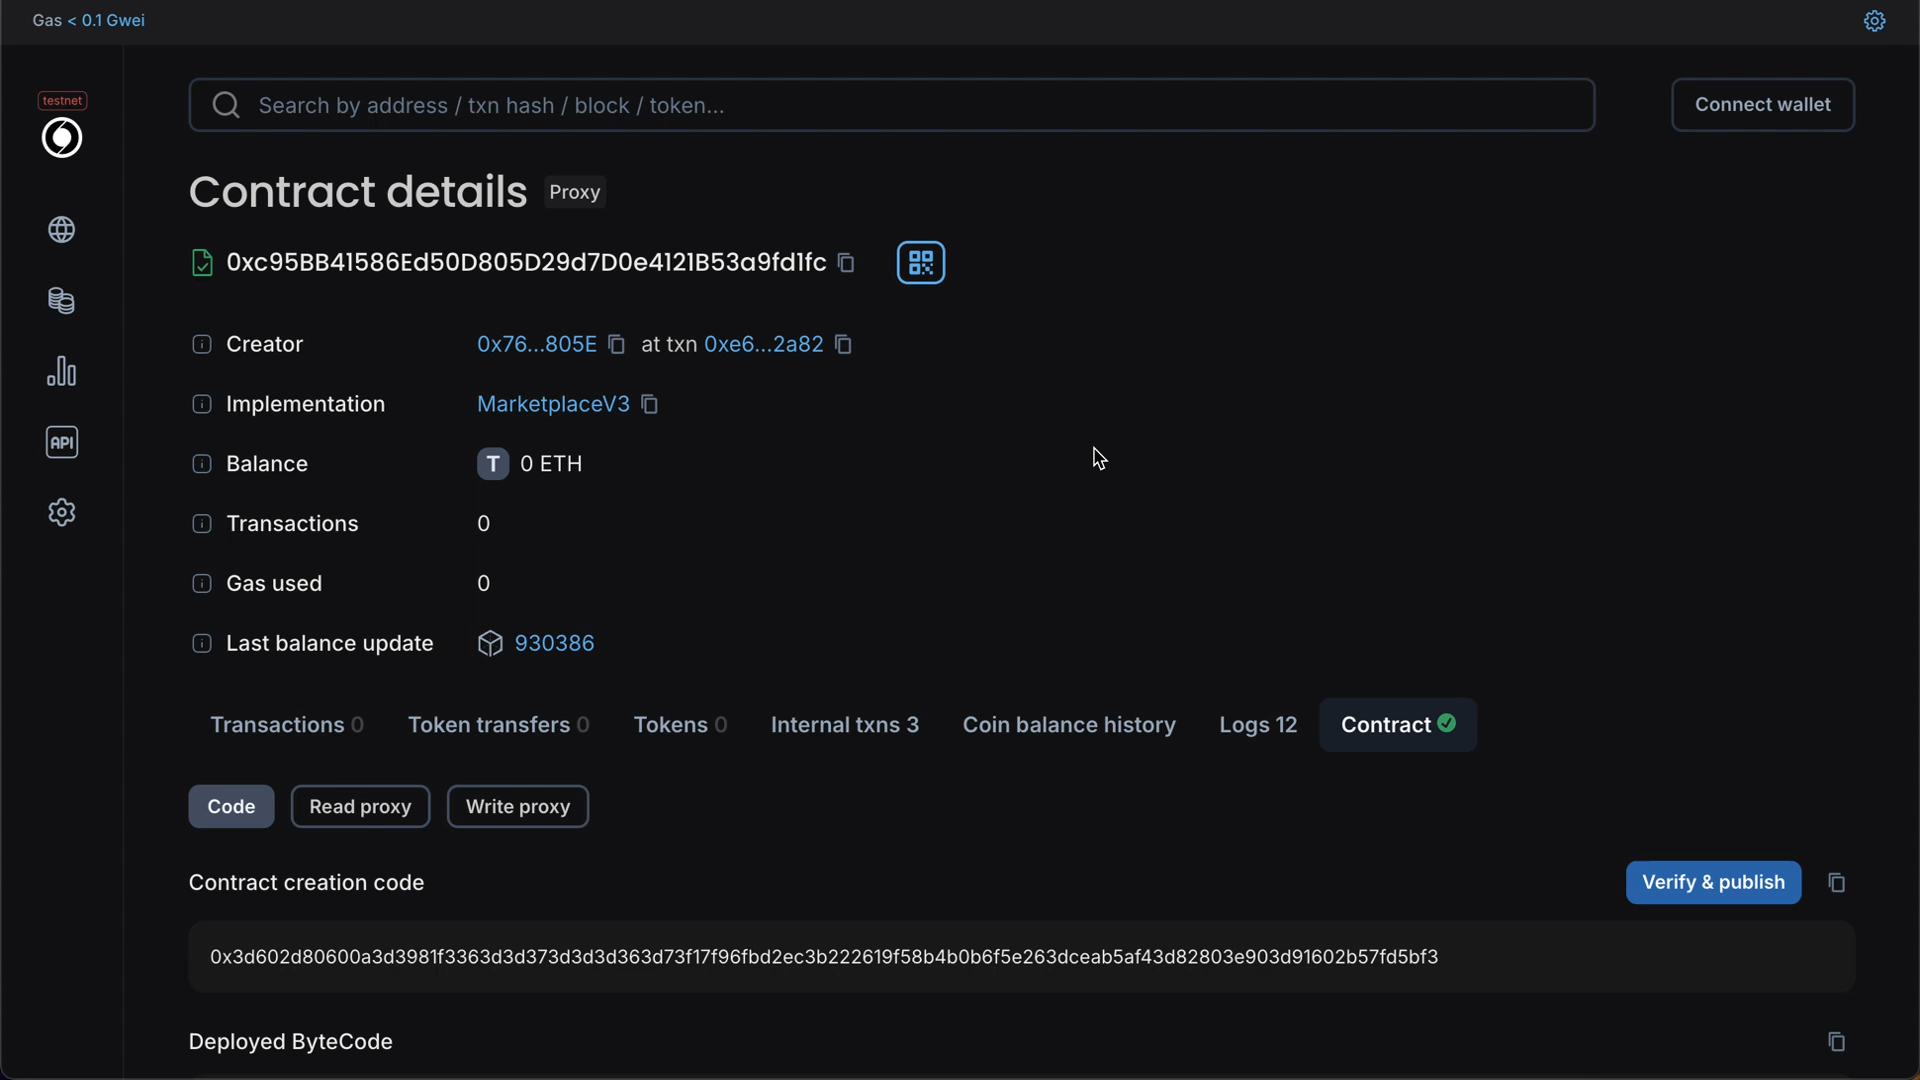 Gas < 0.1 Gwei
testnet
Search by address / txn hash / block / token...
Connect wallet
Contract details Proxy
0xc95BB41586Ed50D805D29d7D0e4121B53a9fd1fc
Creator 0x76...805E at txn 0xe6...2a82
Implementation MarketplaceV3
API
Balance T 0 ETH
Transactions 0
Gas used 0
Last balance update 930386
Transactions 0 Token transfers 0 Tokens 0 Internal txns 3 Coin balance history Logs 12 Contract
Code Read proxy Write proxy
Contract creation code Verify & publish
0x3d602d80600a3d3981f3363d3d373d3d3d363d73f17f96fbd2ec3b222619f58b4b0b6f5e263dceab5af43d82803e903d91602b57fd5bf3
Deployed ByteCode